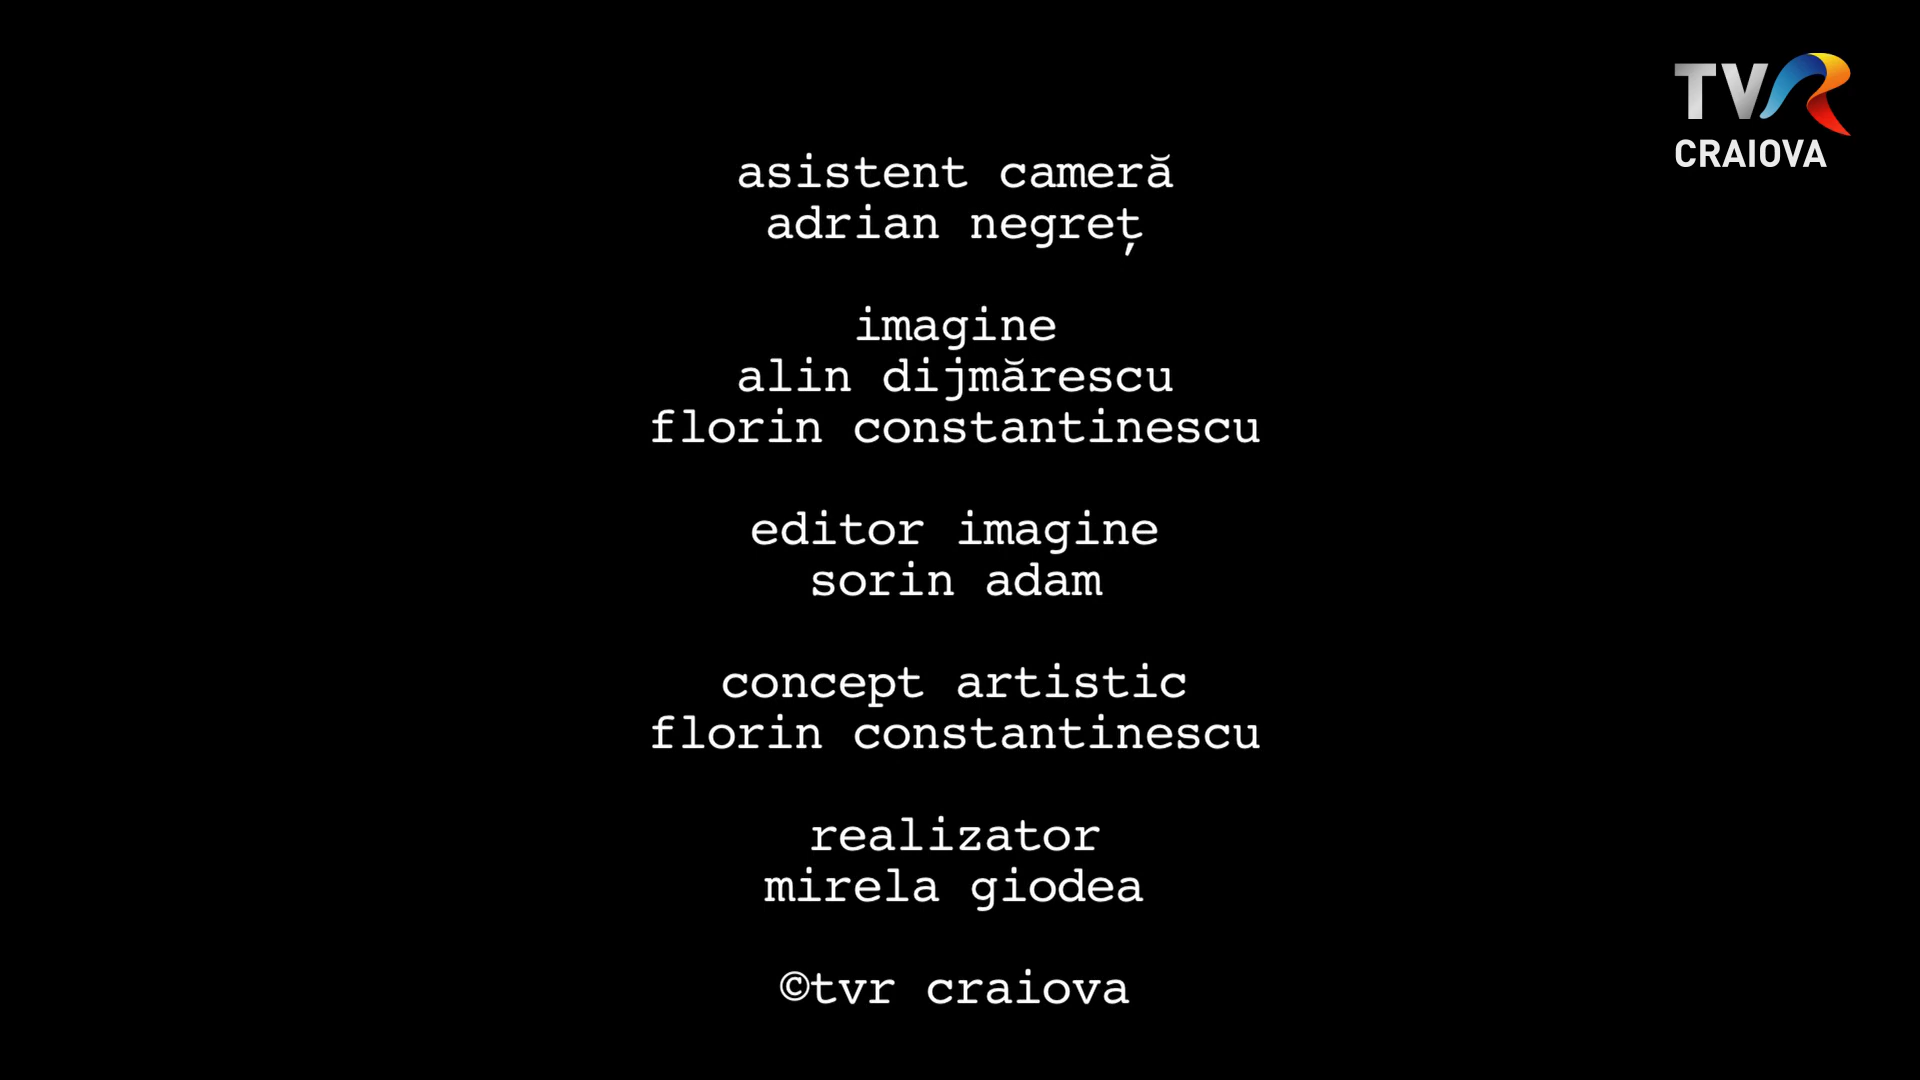 TVR
CRAIOVA
asistent cameră
adrian negreț
imagine
alin dijmărescu
florin constantinescu
editor imagine
sorin adam
concept artistic
florin constantinescu
realizator
mirela giodea
©tvr craiova